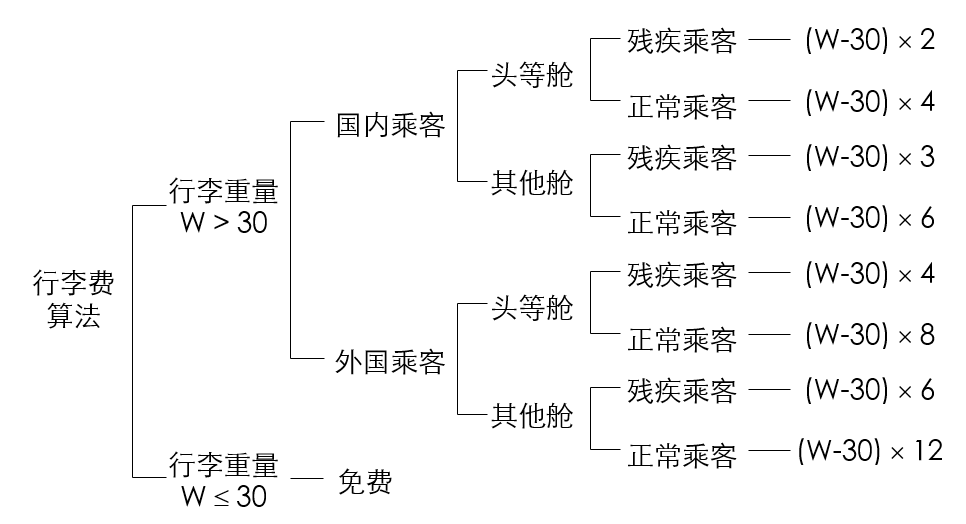 行李费
算法
行李重量
W > 30
国内乘客
头等舱
残疾乘客
(W-30) × 2
正常乘客
(W-30) × 4
其他舱
残疾乘客
(W-30) × 3
正常乘客
(W-30) × 6
外国乘客
头等舱
残疾乘客
(W-30) × 4
正常乘客
(W-30) × 8
其他舱
残疾乘客
(W-30) × 6
正常乘客
(W-30) × 12
行李重量
W ≤ 30
免费